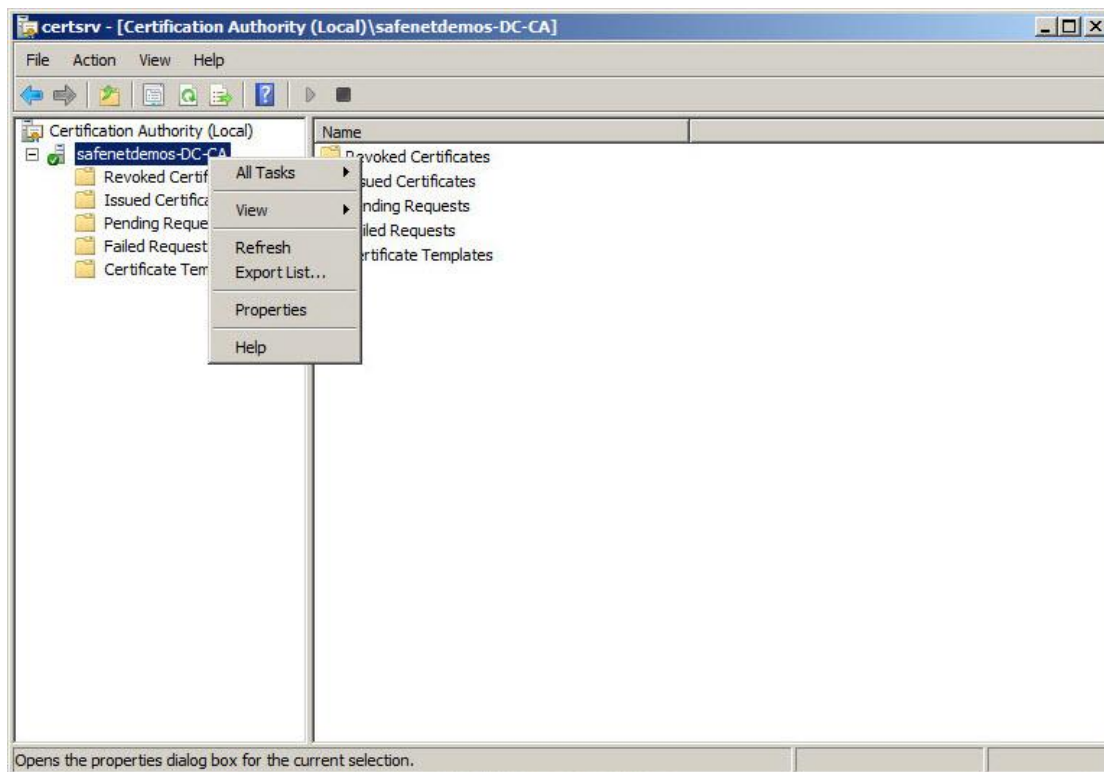 certsrv - [Certification Authority (Local)\safenetdemos-DC-CA]
File Action View Help
Certification Authority (Local)
safenetdemos-DC-CA
Revoked Certif
Issued Certifica
Pending Reque
Failed Request
Certificate Tem
All Tasks
View
Refresh
Export List...
Properties
Help
Name
Revoked Certificates
sued Certificates
nding Requests
iled Requests
ertificate Templates
Opens the properties dialog box for the current selection.